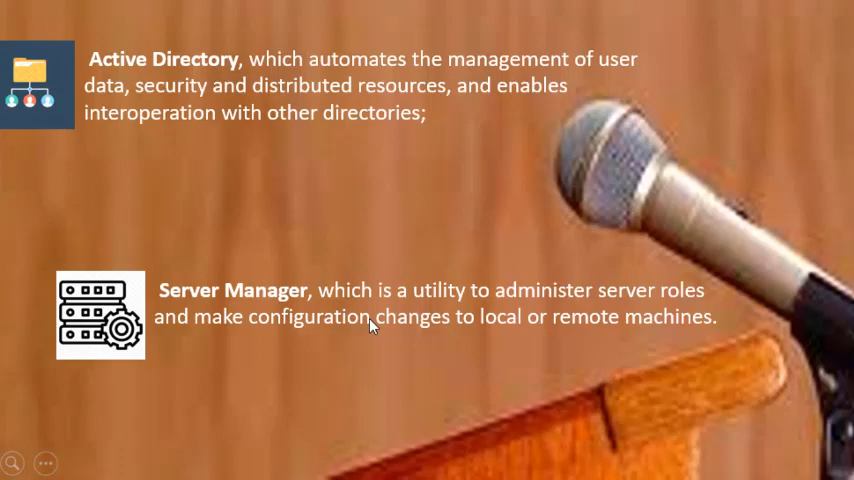 Active Directory, which automates the management of user
data, security and distributed resources, and enables
interoperation with other directories;
Server Manager, which is a utility to administer server roles
and make configuration changes to local or remote machines.